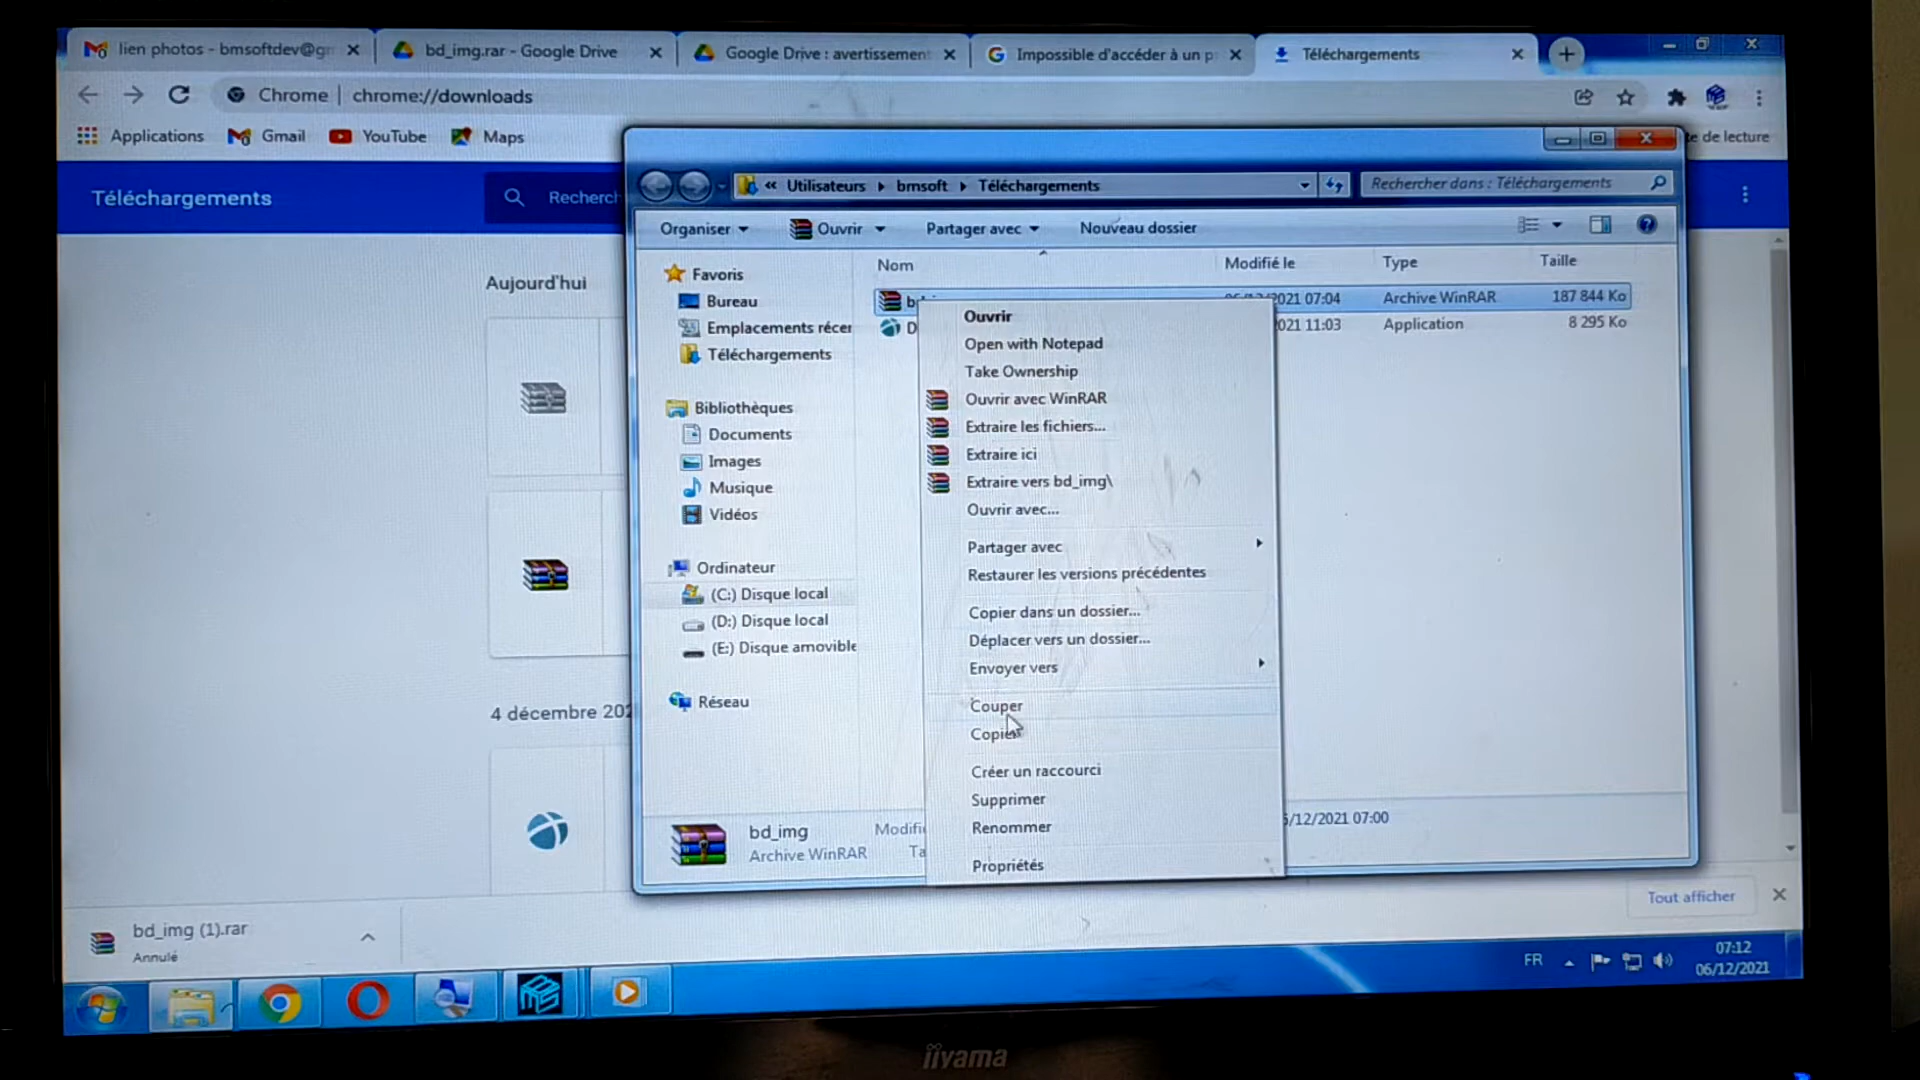 lien photos - bmsoftdev@gm
bd_img.rar - Google Drive
Google Drive : avertissement
Impossible d'accéder à un p
Téléchargements
Chrome | chrome://downloads
Applications
Gmail
YouTube
Maps
te de lecture
Téléchargements
Recherch
« Utilisateurs ▸ bmsoft ▸ Téléchargements
Rechercher dans : Téléchargements
Organiser
Ouvrir
Partager avec
Nouveau dossier
Aujourd'hui
Favoris
Bureau
Emplacements récer
Téléchargements
Bibliothèques
Documents
Images
Musique
Vidéos
Ordinateur
(C:) Disque local
(D:) Disque local
(E:) Disque amovible
Réseau
Nom
Modifié le
Type
Taille
2021 07:04
Archive WinRAR
187 844 Ko
D
021 11:03
Application
8 295 Ko
Ouvrir
Open with Notepad
Take Ownership
Ouvrir avec WinRAR
Extraire les fichiers...
Extraire ici
Extraire vers bd_img\
Ouvrir avec...
Partager avec
Restaurer les versions précédentes
Copier dans un dossier...
Déplacer vers un dossier...
Envoyer vers
Couper
Copier
Créer un raccourci
Supprimer
Renommer
Propriétés
4 décembre 202
bd_img
Modifi
/12/2021 07:00
Archive WinRAR
Ta
Tout afficher
bd_img (1).rar
Annulé
FR
07:12
06/12/2021
iiyama